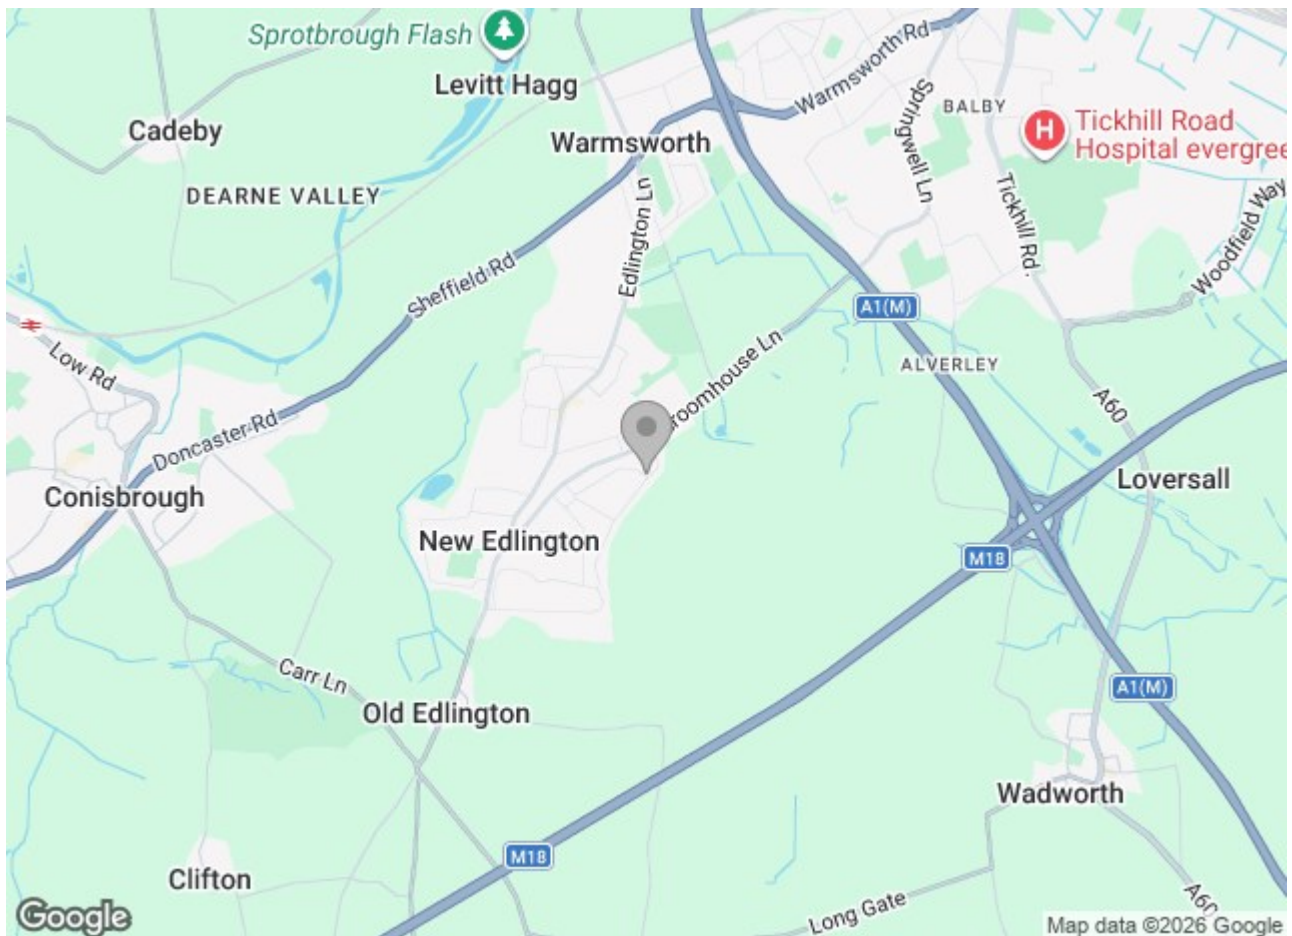 Sprotbrough Flash
Levitt Hagg
Warmsworth Rd
Cadeby
Warmsworth
Springwell Ln
BALBY
H
Tickhill Road
Hospital evergree
DEARNE VALLEY
Edlington Ln
Tickhill Rd
Woodfield Way
Sheffield Rd
A1(M)
Low Rd
roomhouse Ln
ALVERLEY
Doncaster Rd
A60
Conisbrough
Loversall
New Edlington
M18
Carr Ln
A1(M)
Old Edlington
Wadworth
M18
Clifton
Long Gate
A60
Google
Map data ©2026 Google